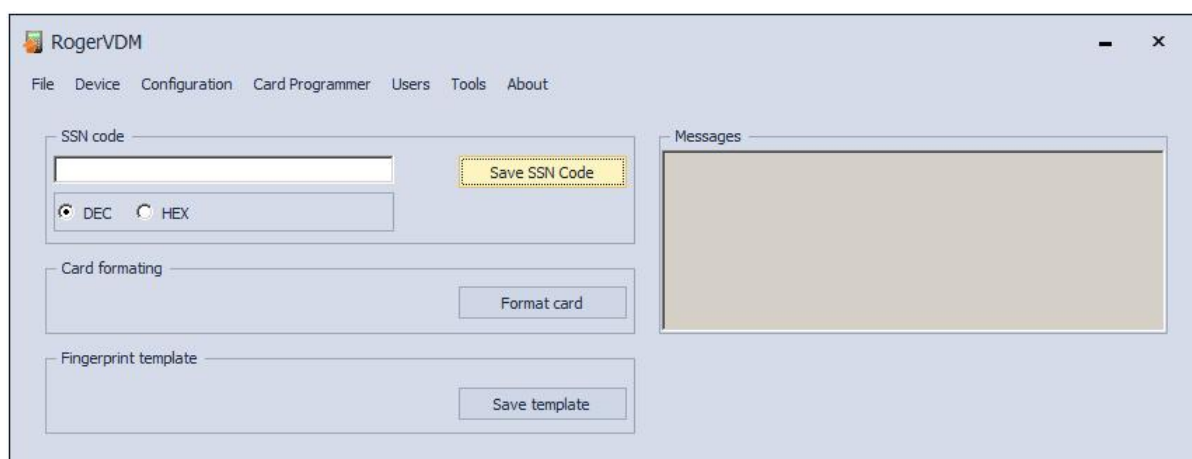 RogerVDM
File Device Configuration Card Programmer Users Tools About
SSN code
Save SSN Code
DEC HEX
Card formating
Format card
Fingerprint template
Save template
Messages